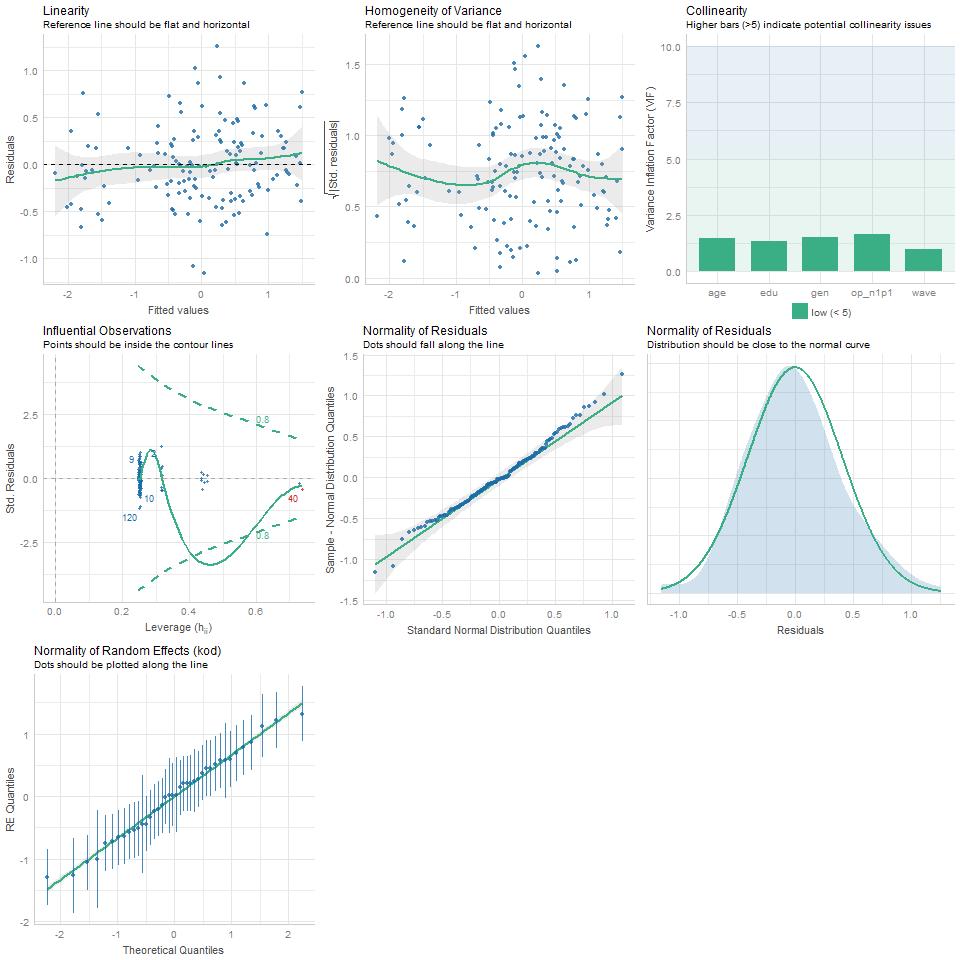 Linearity
Reference line should be flat and horizontal
Residuals
1.0
0.5
0.0
-0.5
-1.0
-2
-1
0
1
Fitted values
Homogeneity of Variance
Reference line should be flat and horizontal
√|Std. residuals|
1.5
1.0
0.5
0.0
-2
-1
0
1
Fitted values
Collinearity
Higher bars (>5) indicate potential collinearity issues
Variance Inflation Factor (VIF)
10.0
7.5
5.0
2.5
0.0
age
edu
gen
op_n1p1
wave
low (< 5)
Influential Observations
Points should be inside the contour lines
Std. Residuals
2.5
0.0
-2.5
0.8
9
2
10
120
40
0.8
0.0
0.2
0.4
0.6
Leverage (hii)
Normality of Residuals
Dots should fall along the line
Sample - Normal Distribution Quantiles
1.5
1.0
0.5
0.0
-0.5
-1.0
-1.5
-1.0
-0.5
0.0
0.5
1.0
Standard Normal Distribution Quantiles
Normality of Residuals
Distribution should be close to the normal curve
-1.0
-0.5
0.0
0.5
1.0
Residuals
Normality of Random Effects (kod)
Dots should be plotted along the line
RE Quantiles
1
0
-1
-2
-2
-1
0
1
2
Theoretical Quantiles